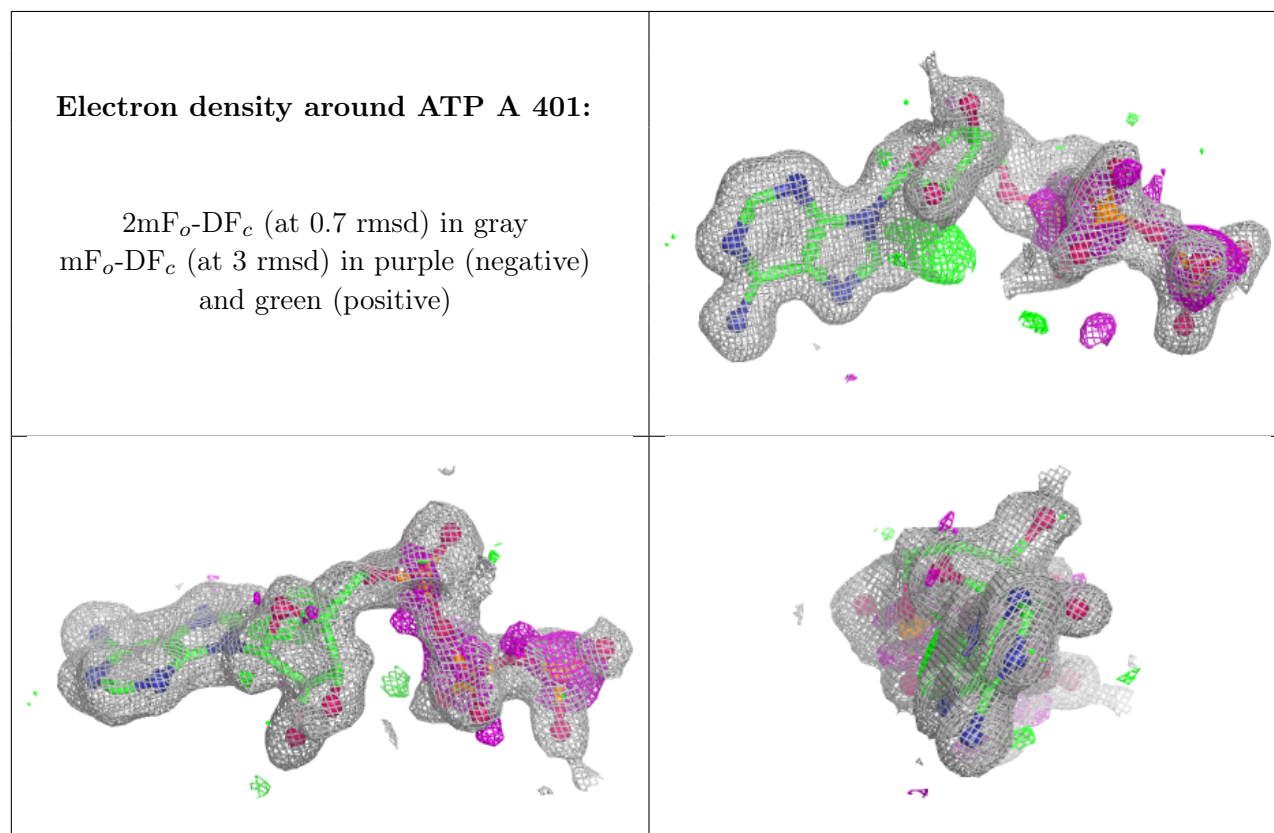 Electron density around ATP A 401:
2mFo-DFc (at 0.7 rmsd) in gray
mFo-DFc (at 3 rmsd) in purple (negative)
and green (positive)